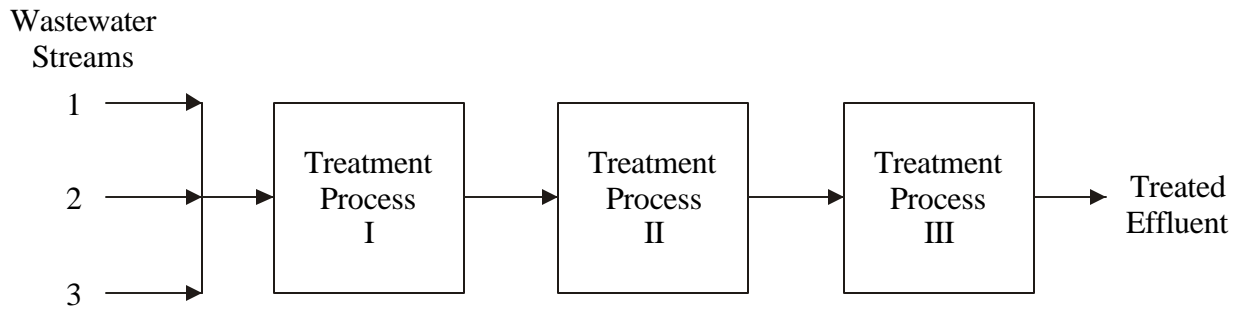 Wastewater
Streams
1
2
3
Treatment
Process
I
Treatment
Process
II
Treatment
Process
III
Treated
Effluent